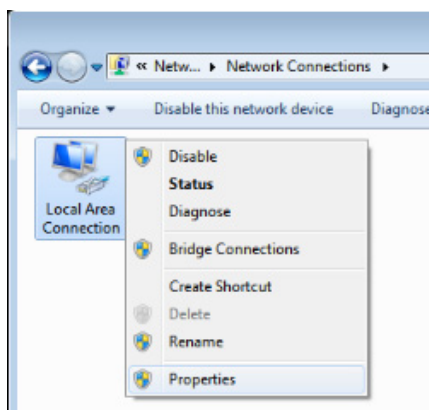 « Netw... ▸ Network Connections ▸
Organize ▾ Disable this network device Diagnose
Local Area
Connection
Disable
Status
Diagnose
Bridge Connections
Create Shortcut
Delete
Rename
Properties